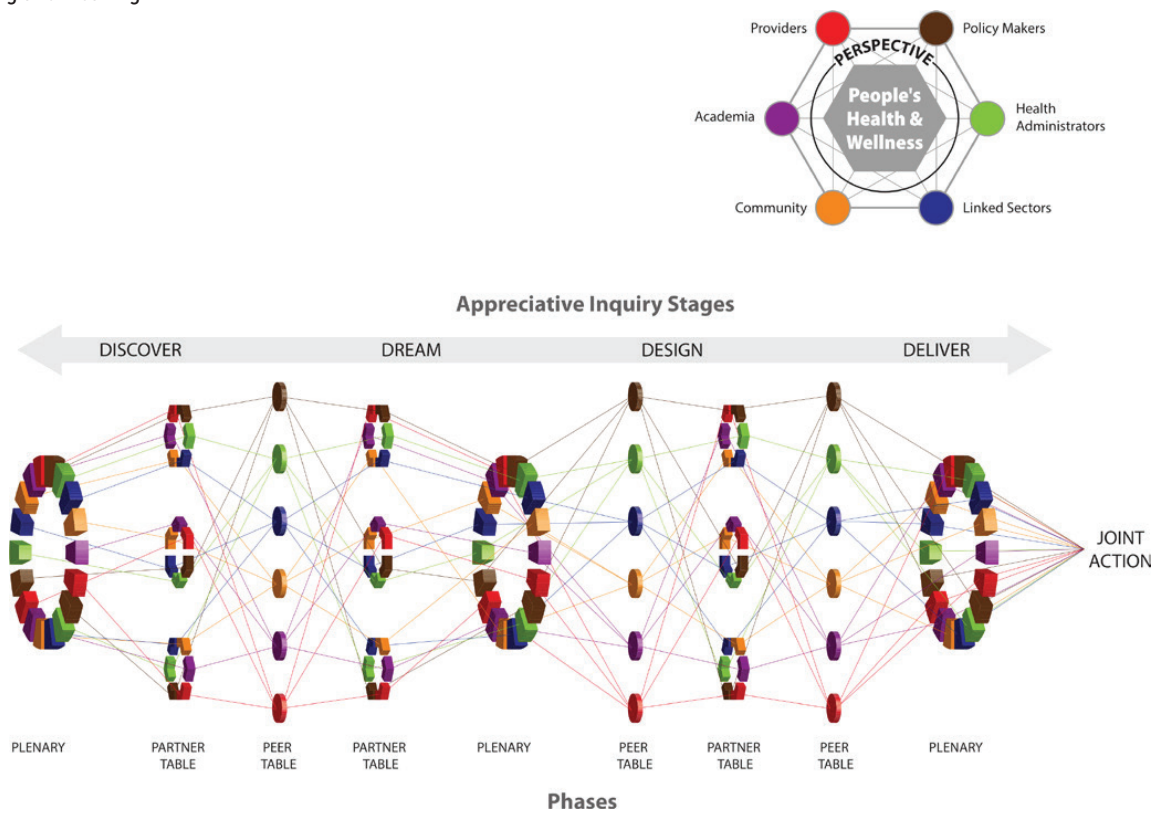 Providers
Policy Makers
PERSPECTIVE
People's
Health &
Wellness
Academia
Health
Administrators
Community
Linked Sectors
Appreciative Inquiry Stages
DISCOVER
DREAM
DESIGN
DELIVER
JOINT
ACTION
PLENARY
PARTNER
TABLE
PEER
TABLE
PARTNER
TABLE
PLENARY
PEER
TABLE
PARTNER
TABLE
PEER
TABLE
PLENARY
Phases